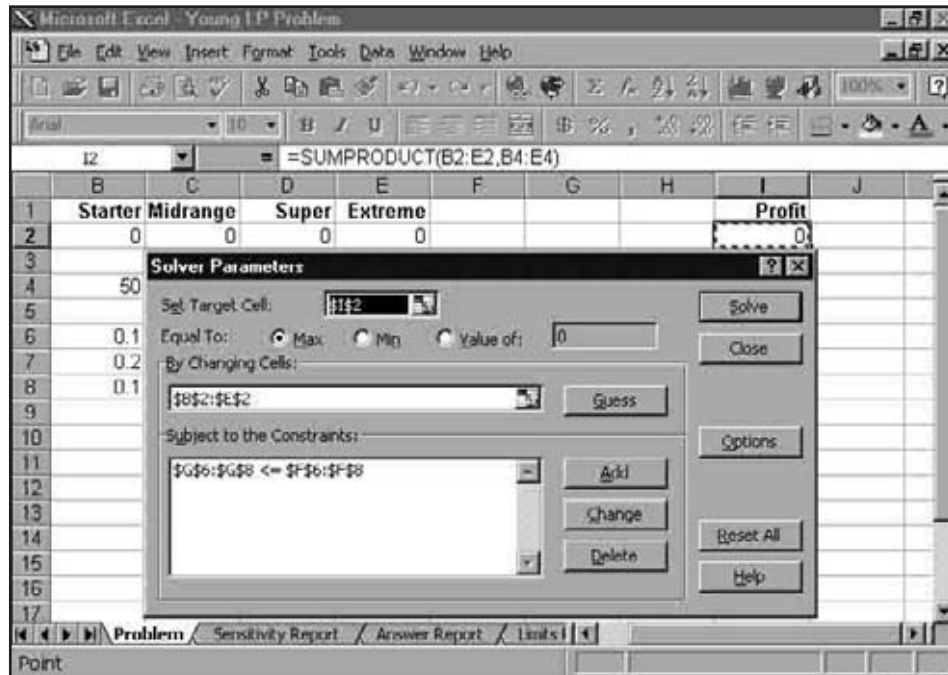 Microsoft Excel - Young LP Problem
File Edit View Insert Format Tools Data Window Help
100%
Arial 10 B I U $ % ,
I2 = =SUMPRODUCT(B2:E2,B4:E4)
B C D E F G H I J
1 Starter Midrange Super Extreme Profit
2 0 0 0 0 0
3
4 50
5
6 0.1
7 0.2
8 0.1
9
10
11
12
13
14
15
16
17
Solver Parameters
Set Target Cell: $I$2
Solve
Equal To: Max Min Value of: 0
Close
By Changing Cells:
$B$2:$E$2
Guess
Subject to the Constraints:
Options
$G$6:$G$8 <= $F$6:$F$8
Add
Change
Reset All
Delete
Help
Problem Sensitivity Report Answer Report Limits
Point